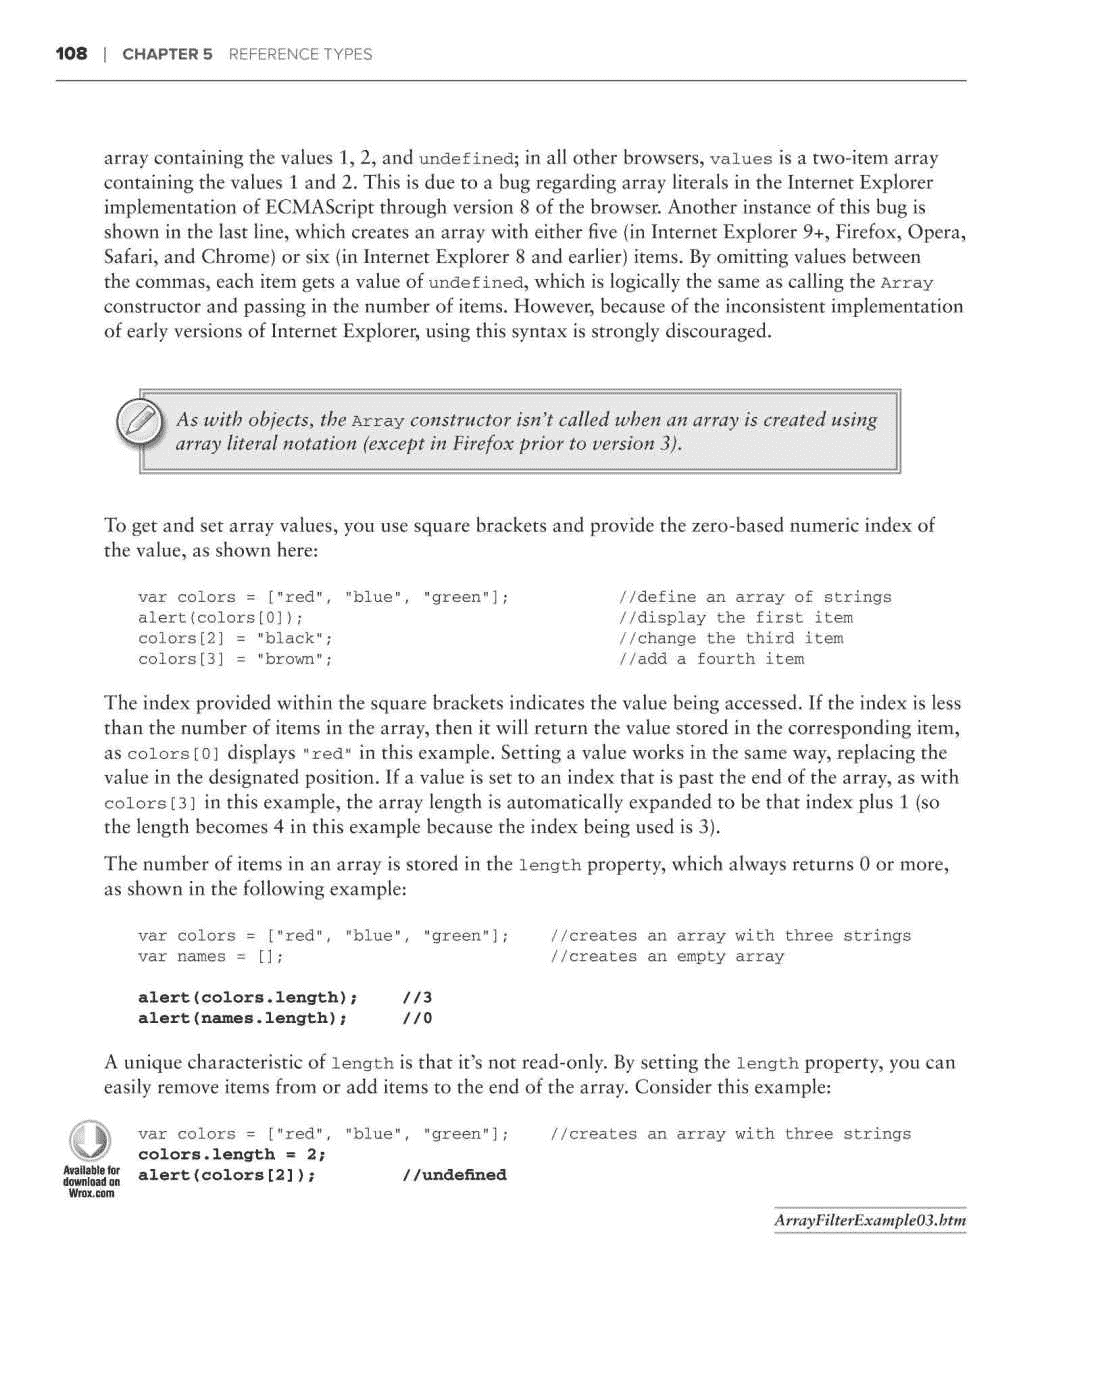 108 | CHAPTER 5 REFERENCE TYPES
array containing the values 1, 2, and undefined; in all other browsers, values is a two-item array
containing the values 1 and 2. This is due to a bug regarding array literals in the Internet Explorer
implementation of ECMAScript through version 8 of the browser. Another instance of this bug is
shown in the last line, which creates an array with either five (in Internet Explorer 9+, Firefox, Opera,
Safari, and Chrome) or six (in Internet Explorer 8 and earlier) items. By omitting values between
the commas, each item gets a value of undefined, which is logically the same as calling the Array
constructor and passing in the number of items. However, because of the inconsistent implementation
of early versions of Internet Explorer, using this syntax is strongly discouraged.
As with objects, the Array constructor isn't called when an array is created using
array literal notation (except in Firefox prior to version 3).
To get and set array values, you use square brackets and provide the zero-based numeric index of
the value, as shown here:
var colors = ["red", "blue", "green"]; //define an array of strings
alert(colors[0]); //display the first item
colors[2] = "black"; //change the third item
colors[3] = "brown"; //add a fourth item
The index provided within the square brackets indicates the value being accessed. If the index is less
than the number of items in the array, then it will return the value stored in the corresponding item,
as colors[0] displays "red" in this example. Setting a value works in the same way, replacing the
value in the designated position. If a value is set to an index that is past the end of the array, as with
colors[3] in this example, the array length is automatically expanded to be that index plus 1 (so
the length becomes 4 in this example because the index being used is 3).
The number of items in an array is stored in the length property, which always returns 0 or more,
as shown in the following example:
var colors = ["red", "blue", "green"]; //creates an array with three strings
var names = []; //creates an empty array
alert(colors.length); //3
alert(names.length); //0
A unique characteristic of length is that it's not read-only. By setting the length property, you can
easily remove items from or add items to the end of the array. Consider this example:
var colors = ["red", "blue", "green"]; //creates an array with three strings
colors.length = 2;
alert(colors[2]); //undefined
Available for
download on
Wrox.com
ArrayFilterExample03.htm